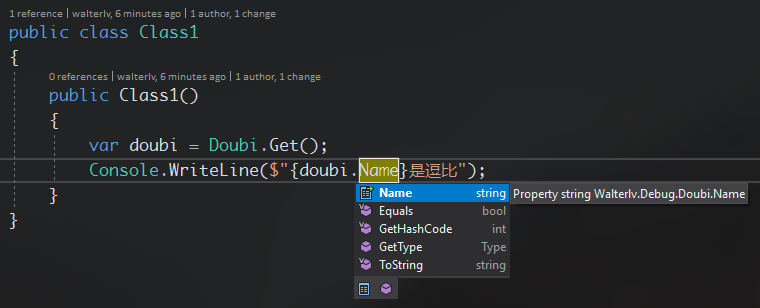 1 reference | walterlv, 6 minutes ago | 1 author, 1 change
public class Class1
{
0 references | walterlv, 6 minutes ago | 1 author, 1 change
public Class1()
{
var doubi = Doubi.Get();
Console.WriteLine($"{doubi.Name}是逗比");
}
}
Name string
Property string Walterlv.Debug.Doubi.Name
Equals bool
GetHashCode int
GetType Type
ToString string